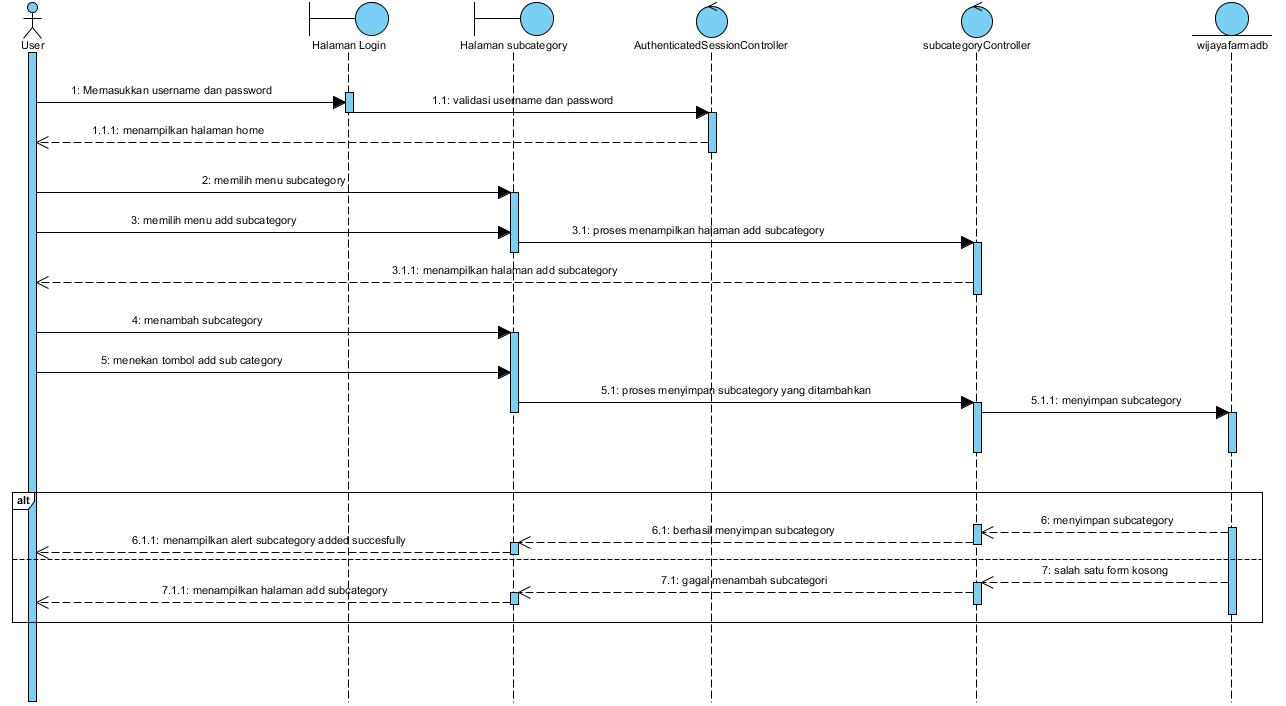 User
Halaman Login
Halaman subcategory
AuthenticatedSessionController
subcategoryController
wijayafarmadb
1: Memasukkan username dan password
1.1: validasi username dan password
1.1.1: menampilkan halaman home
2: memilih menu subcategory
3: memilih menu add subcategory
3.1: proses menampilkan halaman add subcategory
3.1.1: menampilkan halaman add subcategory
4: menambah subcategory
5: menekan tombol add sub category
5.1: proses menyimpan subcategory yang ditambahkan
5.1.1: menyimpan subcategory
alt
6: menyimpan subcategory
6.1: berhasil menyimpan subcategory
6.1.1: menampilkan alert subcategory added succesfully
7: salah satu form kosong
7.1: gagal menambah subcategori
7.1.1: menampilkan halaman add subcategory